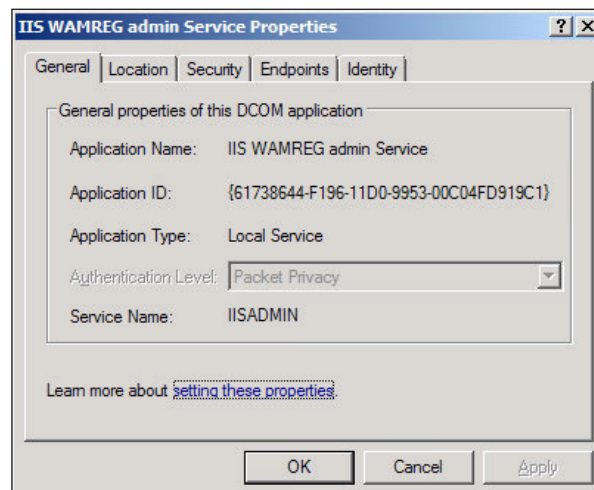 IIS WAMREG admin Service Properties
General Location Security Endpoints Identity
General properties of this DCOM application
Application Name: IIS WAMREG admin Service
Application ID: {61738644-F196-11D0-9953-00C04FD919C1}
Application Type: Local Service
Authentication Level: Packet Privacy
Service Name: IISADMIN
Learn more about setting these properties.
OK Cancel Apply